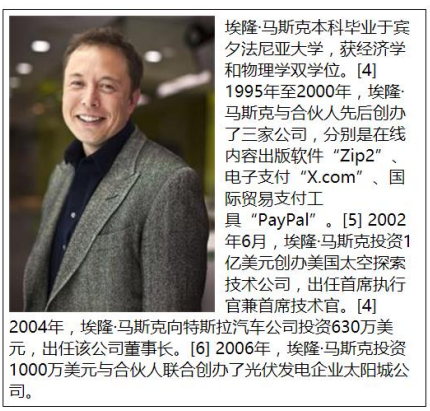 埃隆·马斯克本科毕业于宾
夕法尼亚大学，获经济学
和物理学双学位。[4]
1995年至2000年，埃隆·
马斯克与合伙人先后创办
了三家公司，分别是在线
内容出版软件“Zip2”、
电子支付“X.com”、国
际贸易支付工
具“PayPal”。[5] 2002
年6月，埃隆·马斯克投资1
亿美元创办美国太空探索
技术公司，出任首席执行
官兼首席技术官。[4]
2004年，埃隆·马斯克向特斯拉汽车公司投资630万美
元，出任该公司董事长。[6] 2006年，埃隆·马斯克投资
1000万美元与合伙人联合创办了光伏发电企业太阳城公
司。